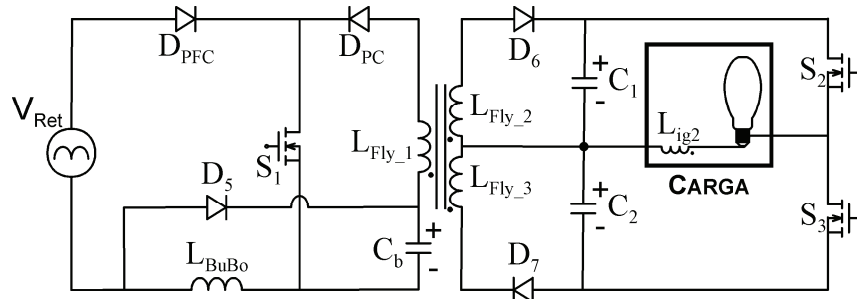 D_PFC
D_PC
D_6
V_Ret
S_1
L_Fly_1
L_Fly_2
L_Fly_3
+
C_1
-
L_ig2
CARGA
S_2
D_5
L_BuBo
+
C_b
-
+
C_2
-
D_7
S_3